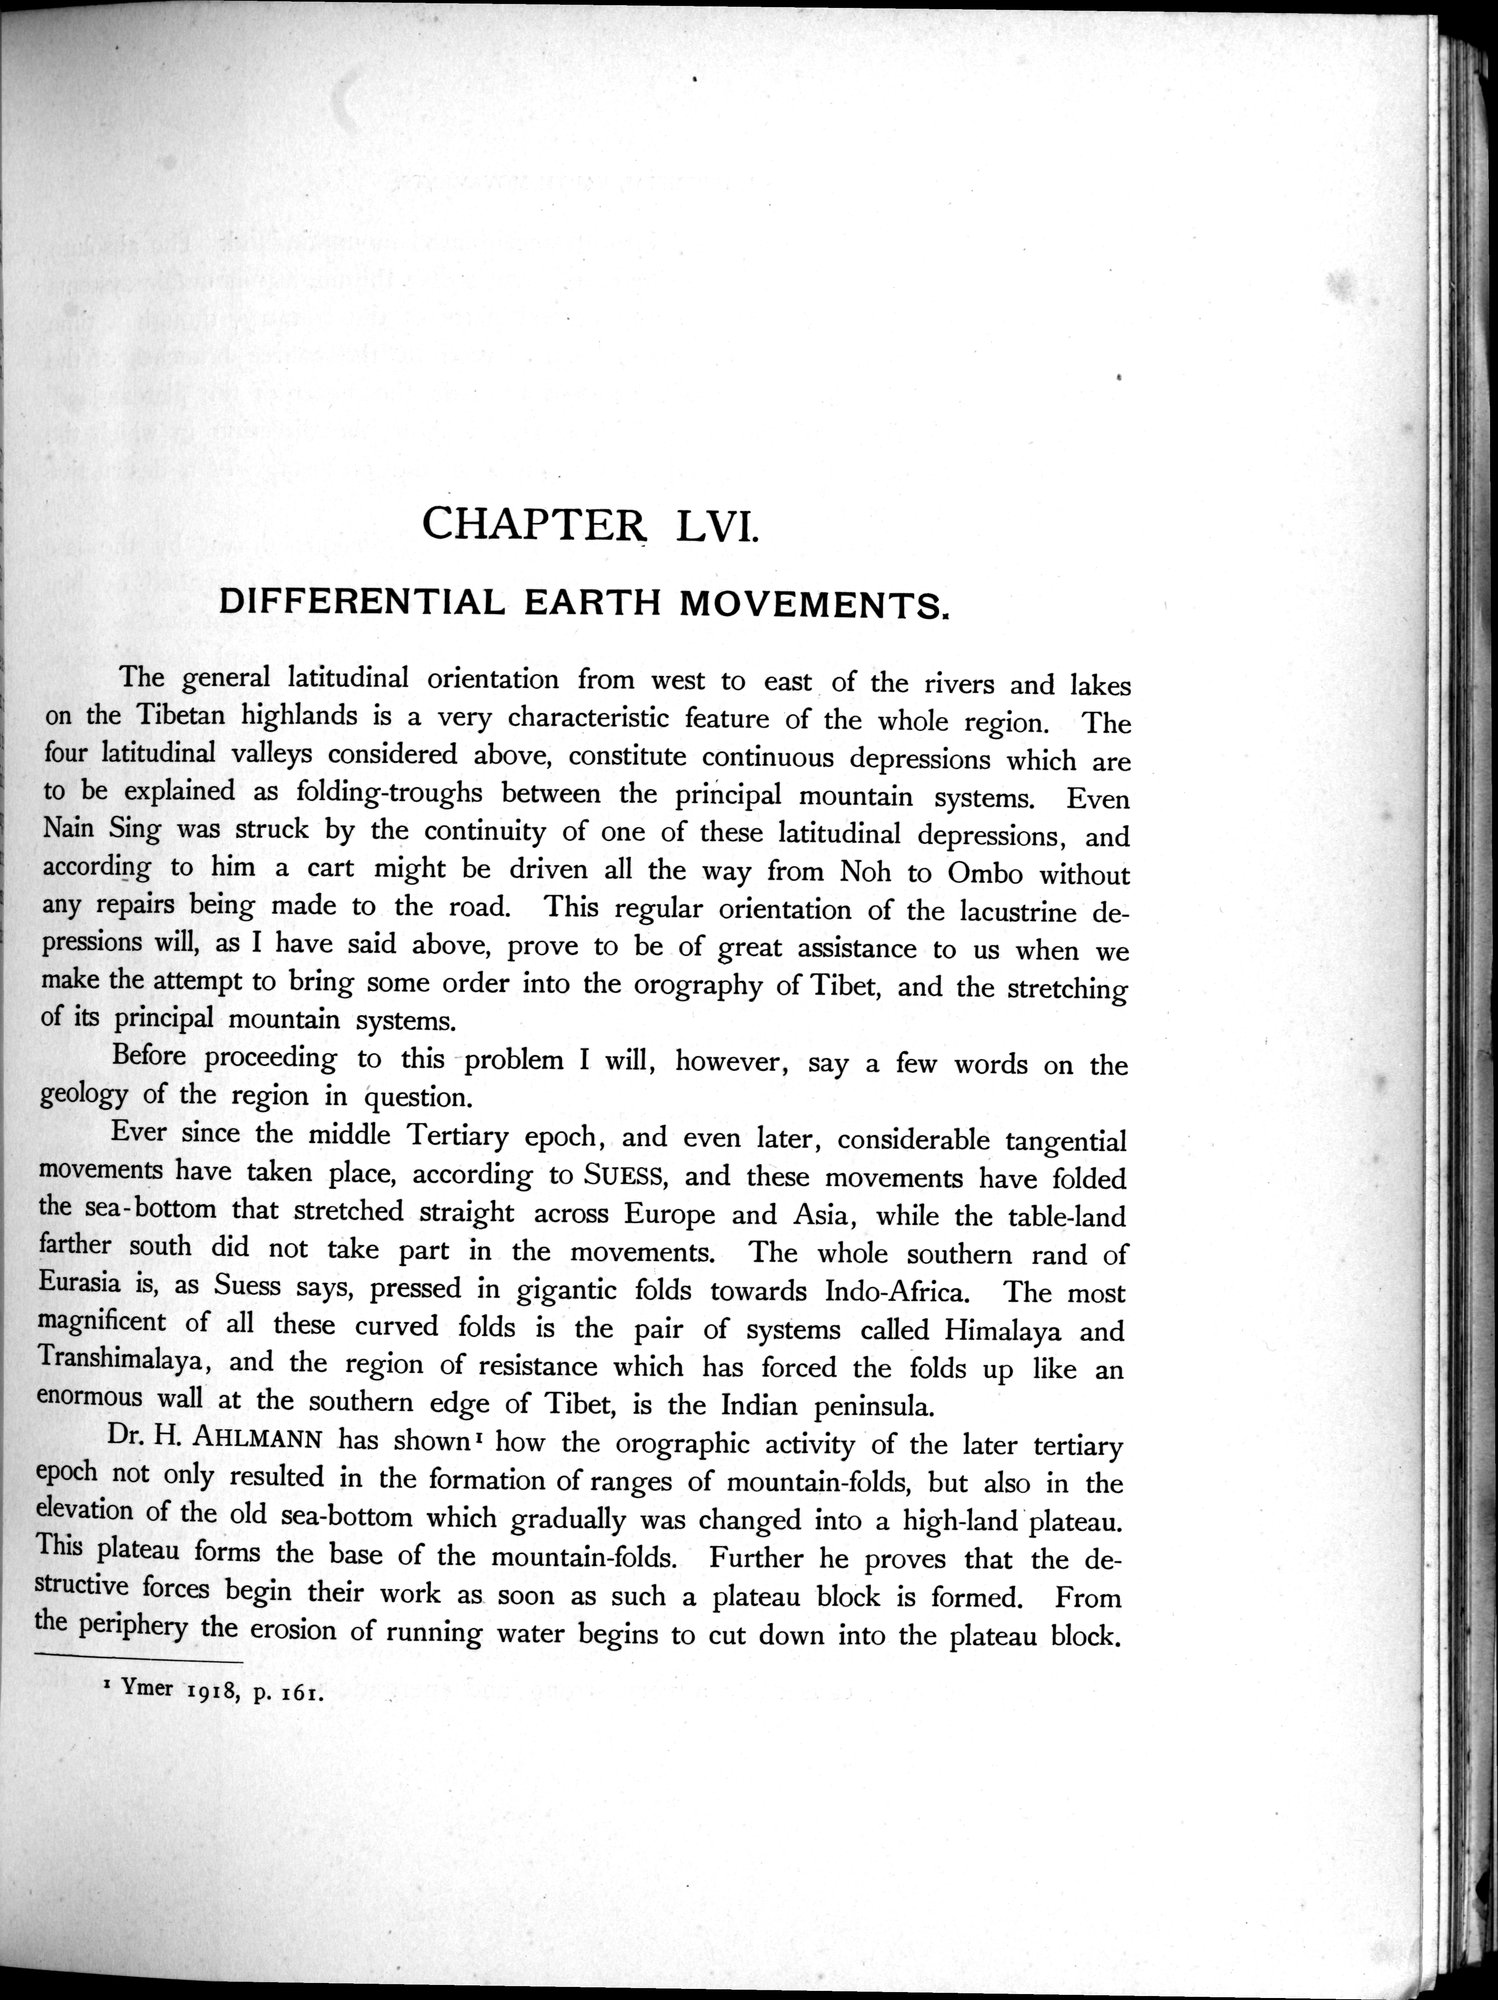 CHAPTER LVI.
DIFFERENTIAL EARTH MOVEMENTS.
The general latitudinal orientation from west to east of the rivers and lakes
on the Tibetan highlands is a very characteristic feature of the whole region. The
four latitudinal valleys considered above, constitute continuous depressions which are
to be explained as folding-troughs between the principal mountain systems. Even
Nain Sing was struck by the continuity of one of these latitudinal depressions, and
according to him a cart might be driven all the way from Noh to Ombo without
any repairs being made to the road. This regular orientation of the lacustrine de-
pressions will, as I have said above, prove to be of great assistance to us when we
make the attempt to bring some order into the orography of Tibet, and the stretching
of its principal mountain systems.
Before proceeding to this problem I will, however, say a few words on the
geology of the region in question.
Ever since the middle Tertiary epoch, and even later, considerable tangential
movements have taken place, according to SUESS, and these movements have folded
the sea-bottom that stretched straight across Europe and Asia, while the table-land
farther south did not take part in the movements. The whole southern rand of
Eurasia is, as Suess says, pressed in gigantic folds towards Indo-Africa. The most
magnificent of all these curved folds is the pair of systems called Himalaya and
Transhimalaya, and the region of resistance which has forced the folds up like an
enormous wall at the southern edge of Tibet, is the Indian peninsula.
Dr. H. AHLMANN has shown¹ how the orographic activity of the later tertiary
epoch not only resulted in the formation of ranges of mountain-folds, but also in the
elevation of the old sea-bottom which gradually was changed into a high-land plateau.
This plateau forms the base of the mountain-folds. Further he proves that the de-
structive forces begin their work as soon as such a plateau block is formed. From
the periphery the erosion of running water begins to cut down into the plateau block.
¹ Ymer 1918, p. 161.